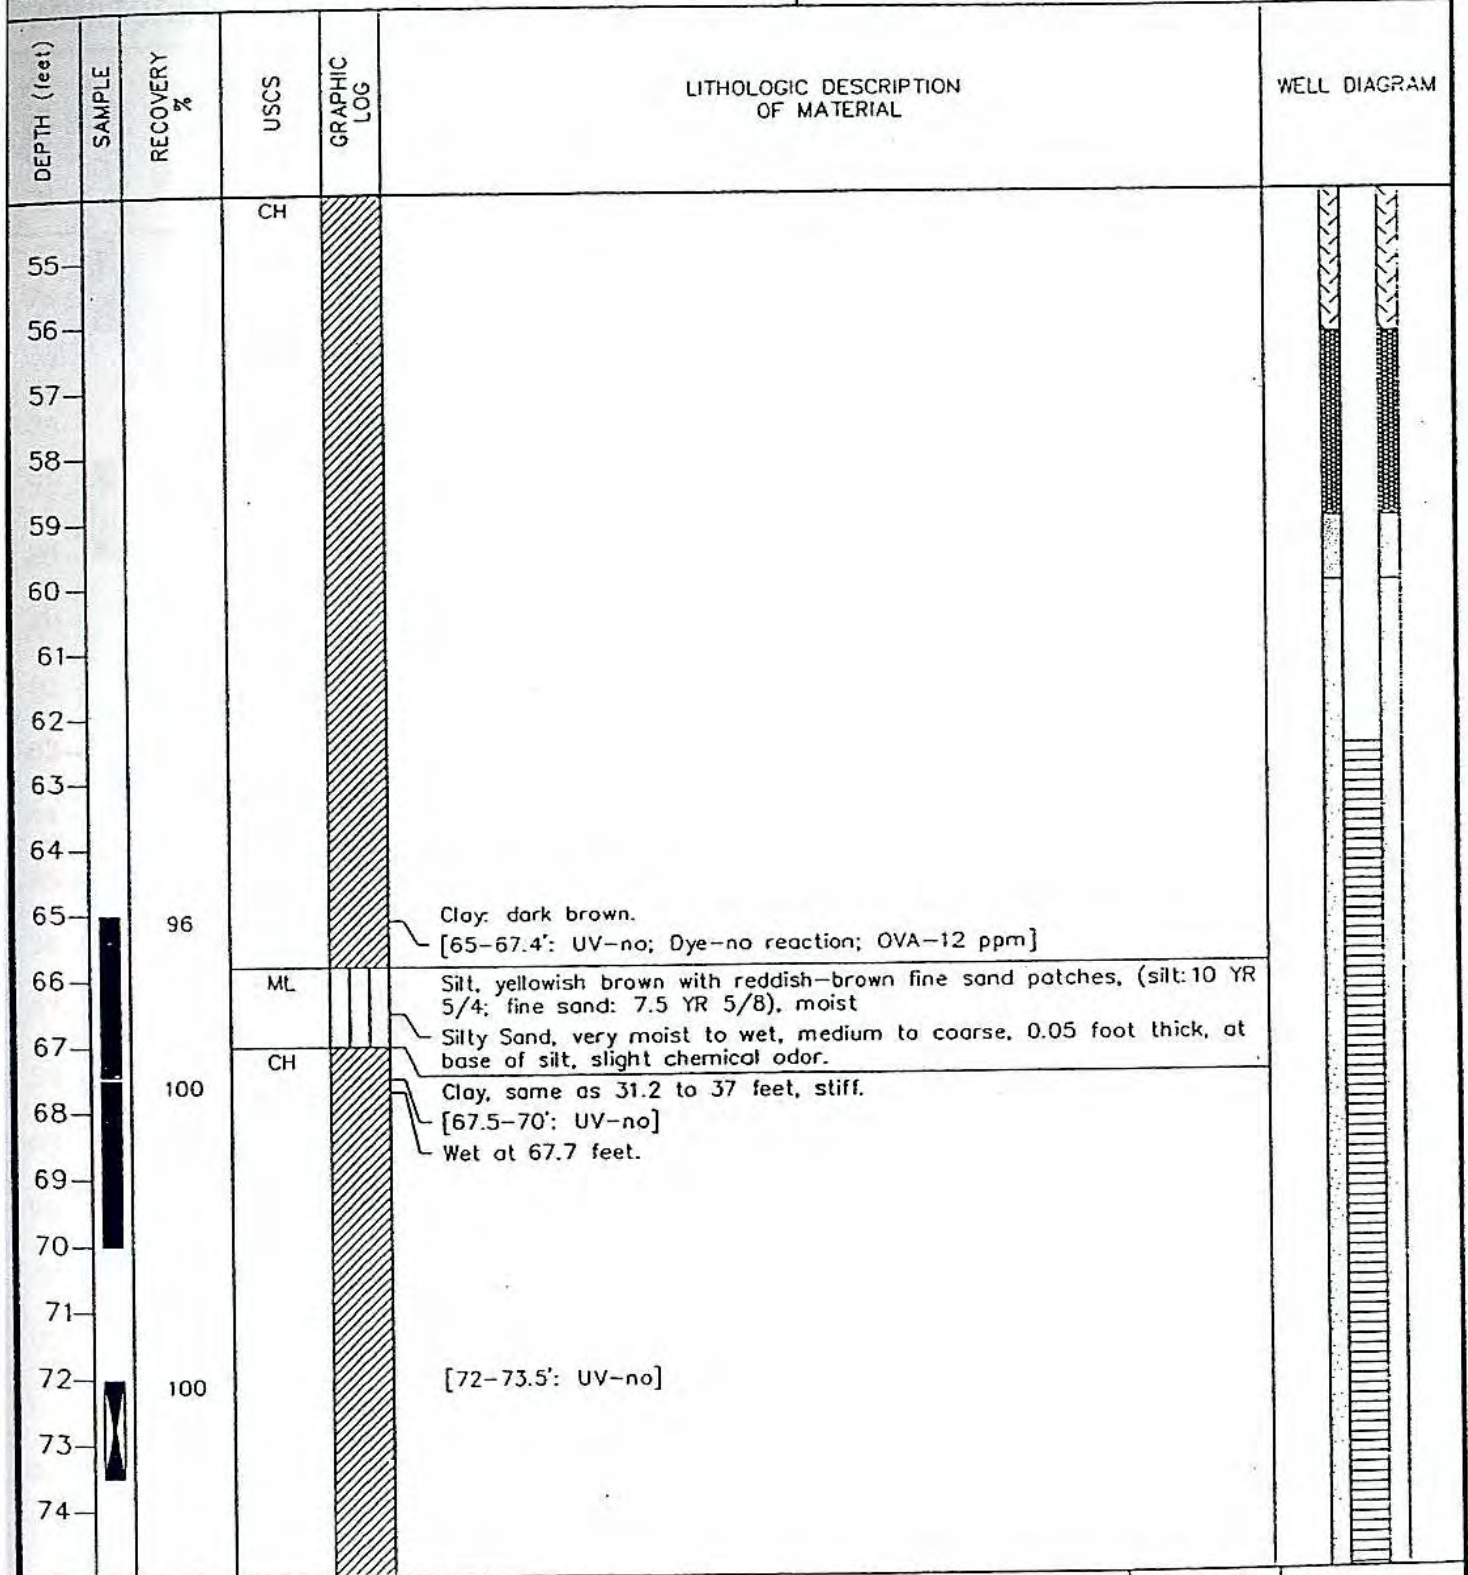 DEPTH (feet)
SAMPLE
RECOVERY
%
USCS
GRAPHIC
LOG
LITHOLOGIC DESCRIPTION
OF MATERIAL
WELL DIAGRAM
CH
55
56
57
58
59
60
61
62
63
64
65
96
Clay: dark brown.
[65-67.4': UV-no; Dye-no reaction; OVA-12 ppm]
66
ML
Silt, yellowish brown with reddish-brown fine sand patches, (silt: 10 YR
5/4; fine sand: 7.5 YR 5/8), moist
Silty Sand, very moist to wet, medium to coarse, 0.05 foot thick, at
base of silt, slight chemical odor.
67
CH
100
Clay, same as 31.2 to 37 feet, stiff.
68
[67.5-70': UV-no]
Wet at 67.7 feet.
69
70
71
72
100
[72-73.5': UV-no]
73
74